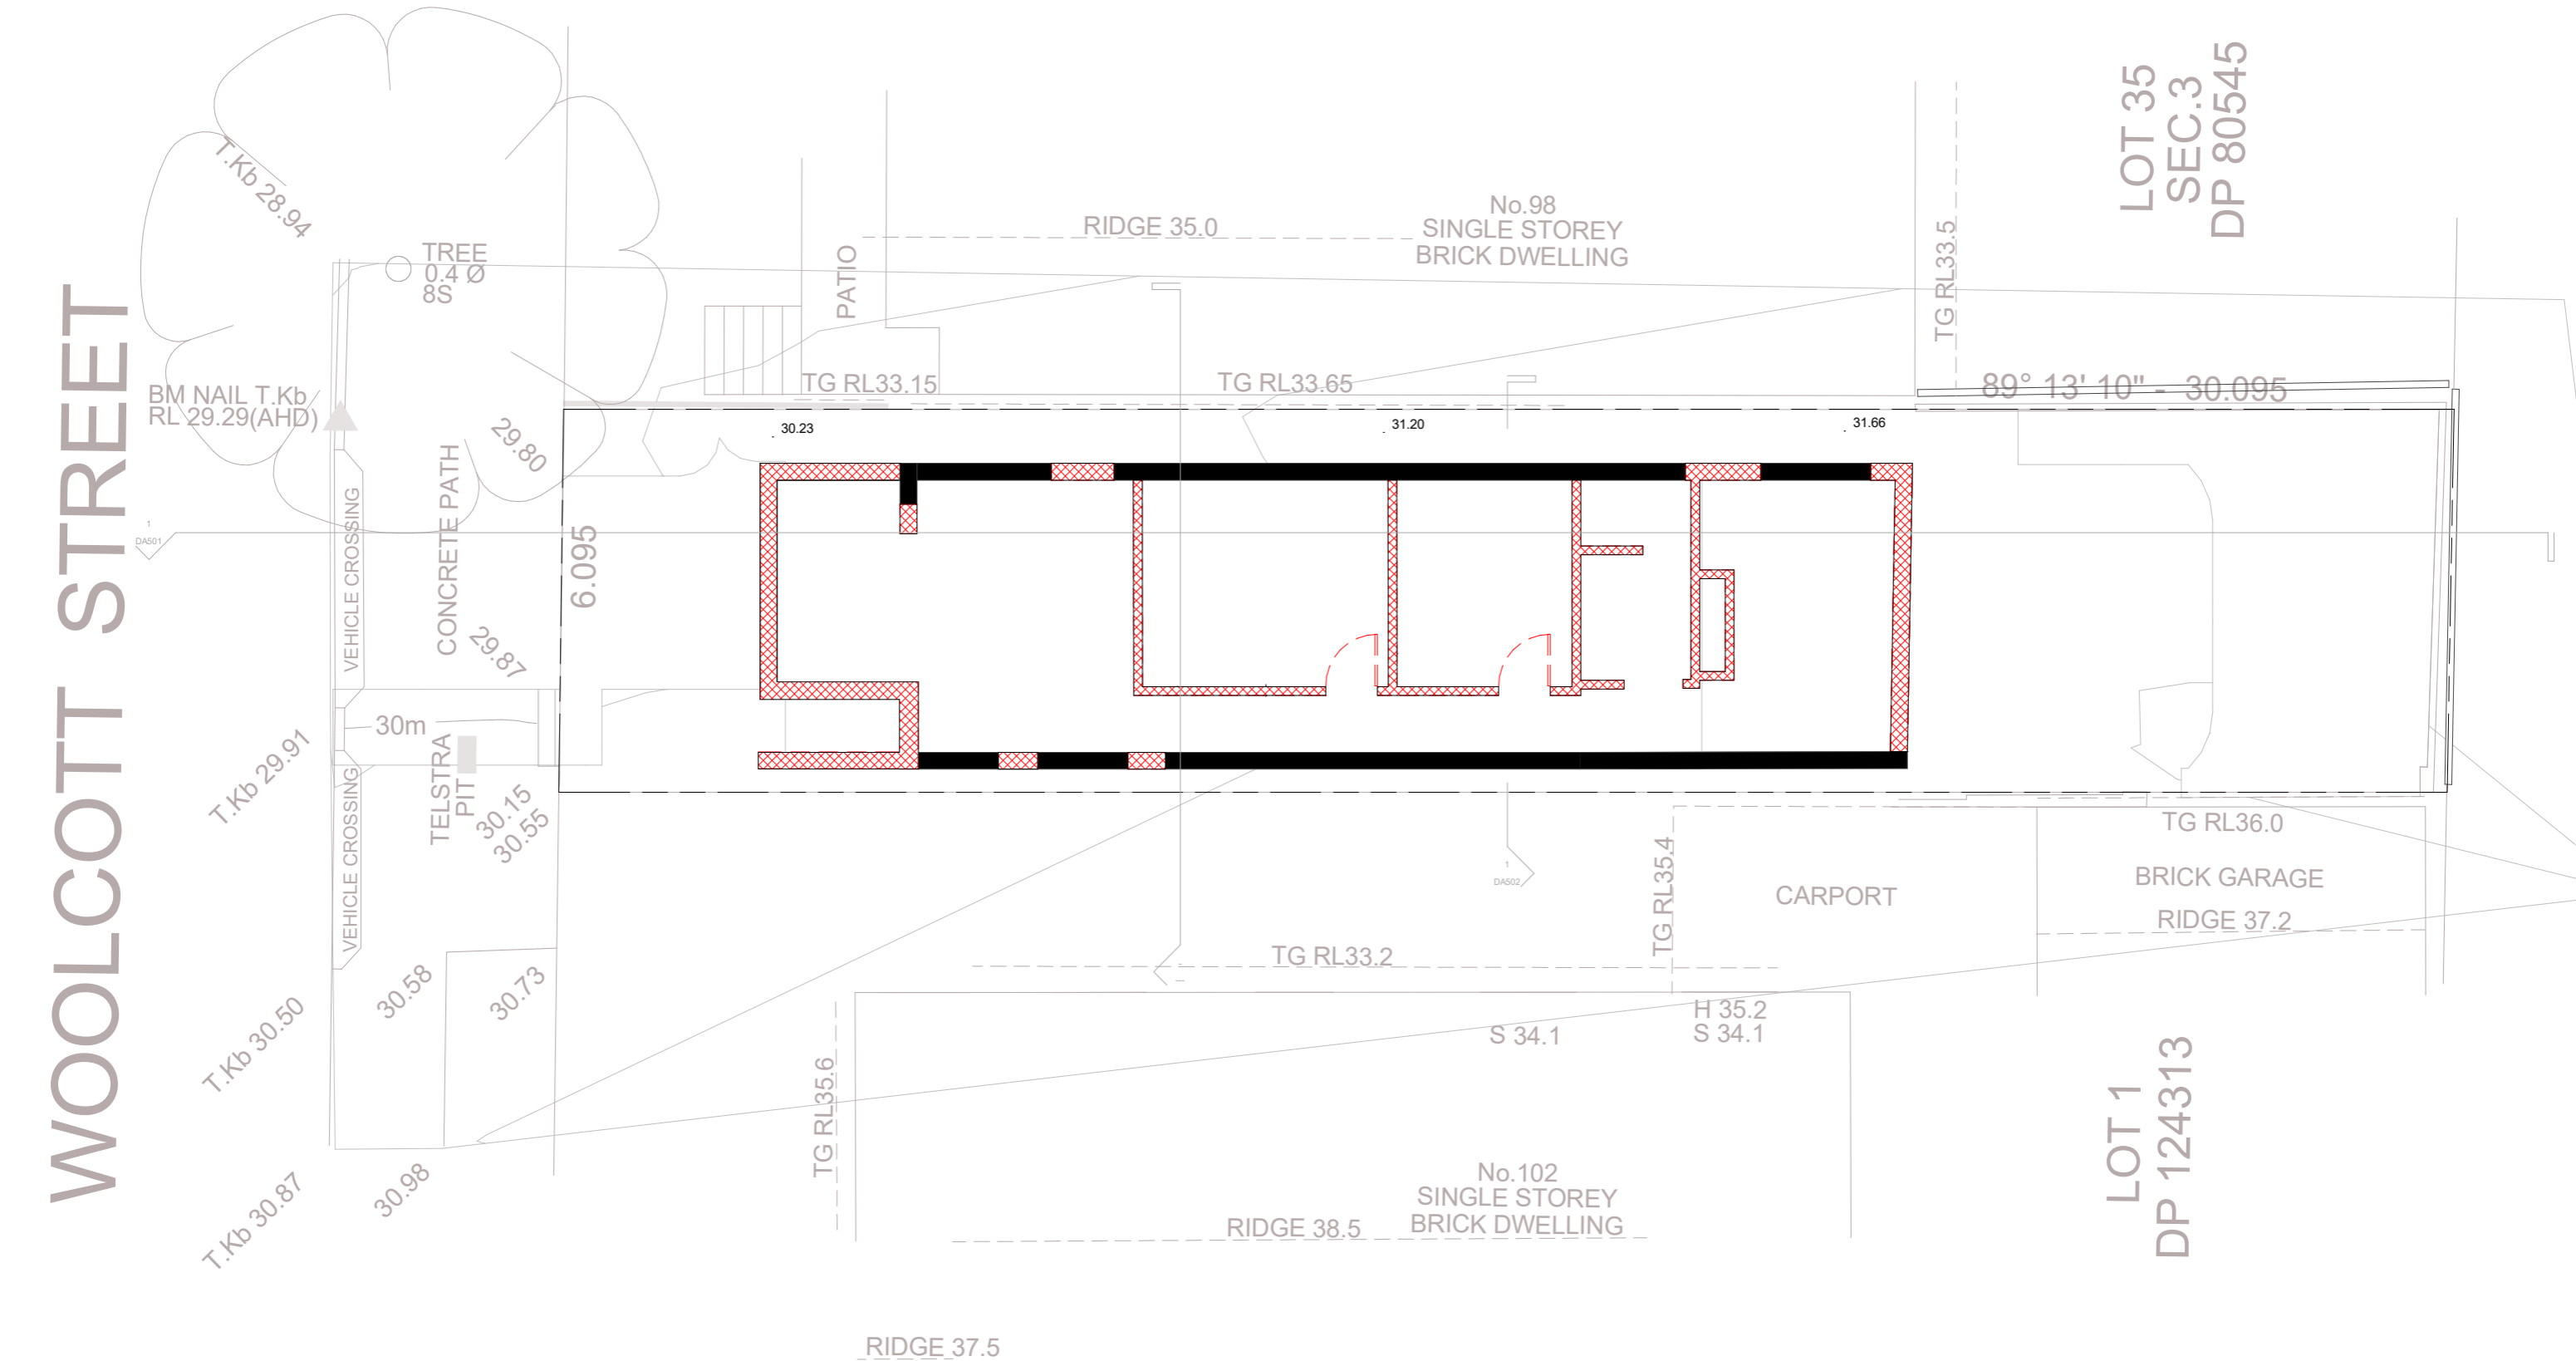 WOOLCOTT STREET
T.Kb 28.94
TREE
0.4 Ø
8S
BM NAIL T.Kb
RL 29.29(AHD)
VEHICLE CROSSING
CONCRETE PATH
29.80
29.87
1
DA501
6.095
30m
TELSTRA
PIT
VEHICLE CROSSING
30.15
30.55
T.Kb 29.91
T.Kb 30.50
30.58
30.73
T.Kb 30.87
30.98
PATIO
RIDGE 35.0
No.98
SINGLE STOREY
BRICK DWELLING
TG RL33.15
TG RL33.65
TG RL33.5
LOT 35
SEC.3
DP 80545
89° 13' 10" - 30.095
30.23
31.20
31.66
1
DA502
TG RL35.4
CARPORT
TG RL36.0
BRICK GARAGE
RIDGE 37.2
TG RL33.2
H 35.2
S 34.1
S 34.1
TG RL35.6
No.102
SINGLE STOREY
BRICK DWELLING
RIDGE 38.5
LOT 1
DP 124313
RIDGE 37.5